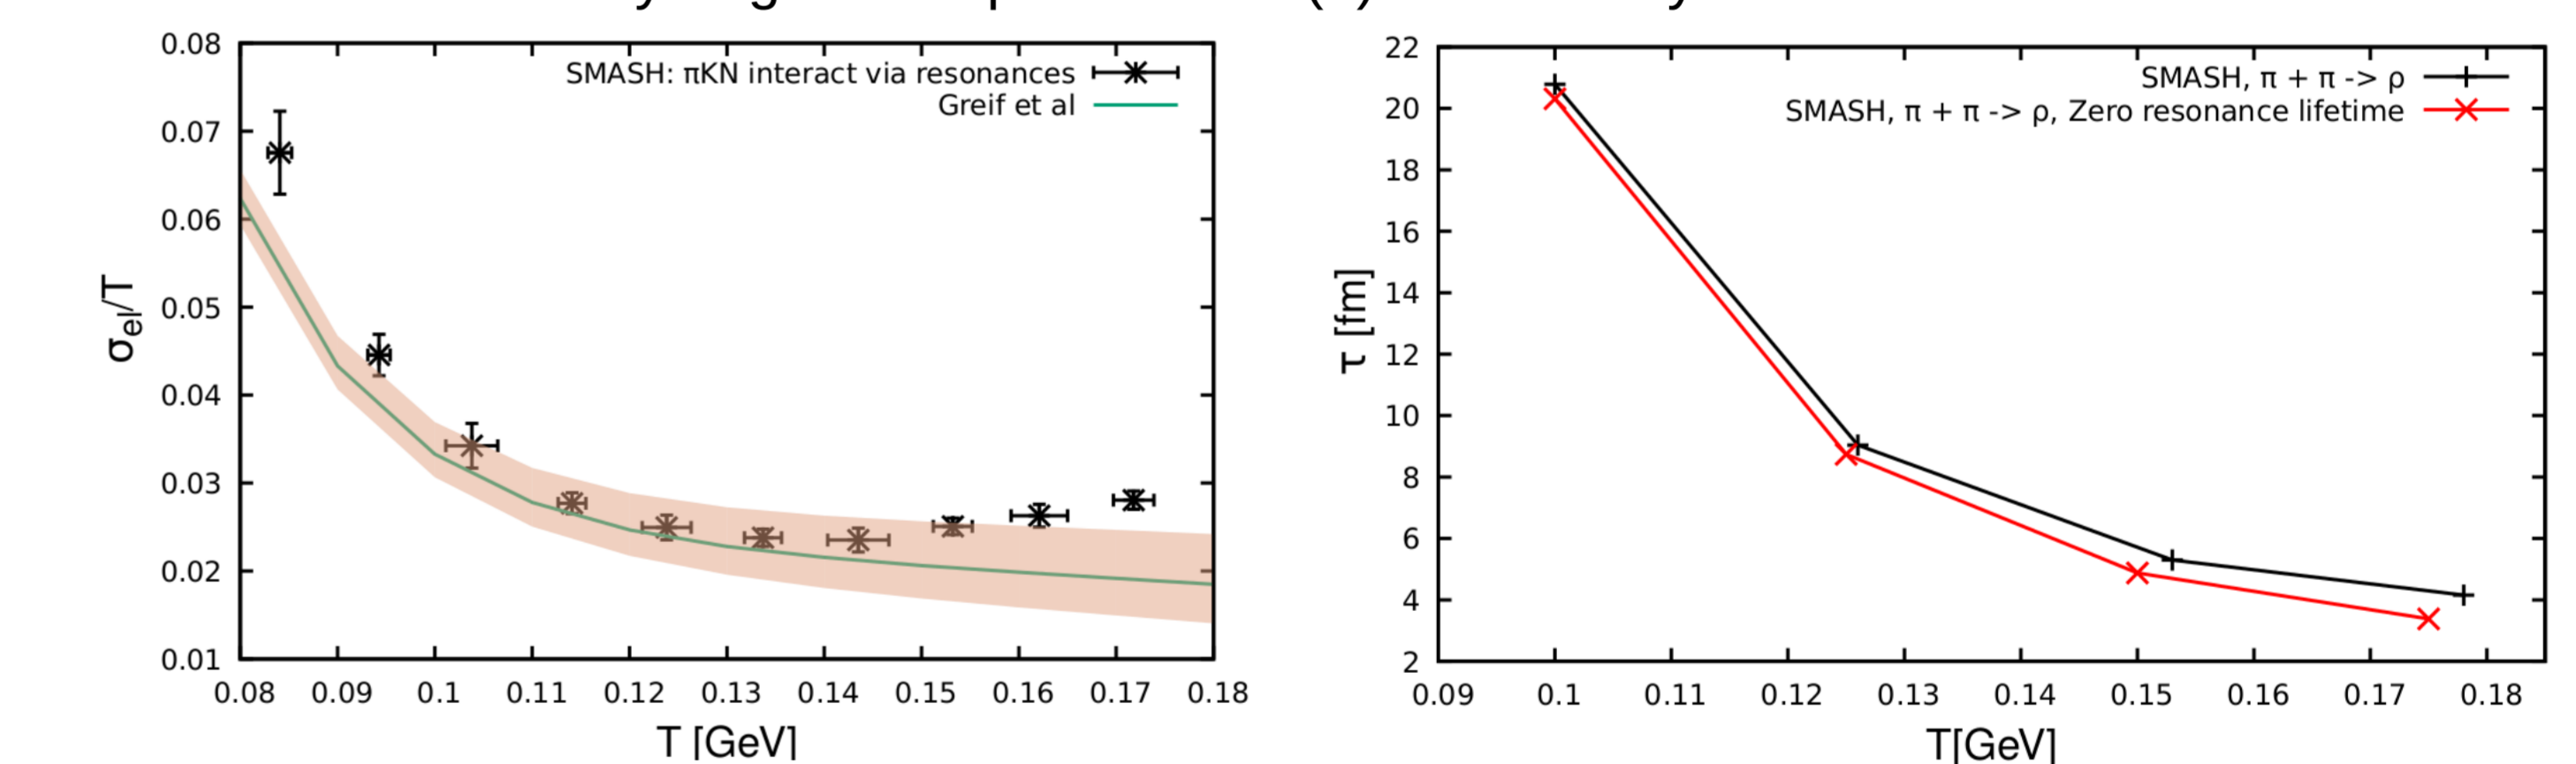 0.08
0.07
0.06
0.05
0.04
0.03
0.02
0.01
σel/T
SMASH: πKN interact via resonances
Greif et al
0.08 0.09 0.1 0.11 0.12 0.13 0.14 0.15 0.16 0.17 0.18
T [GeV]
22
20
18
16
14
12
10
8
6
4
2
τ [fm]
SMASH, π + π -> ρ
SMASH, π + π -> ρ, Zero resonance lifetime
0.09 0.1 0.11 0.12 0.13 0.14 0.15 0.16 0.17 0.18
T[GeV]